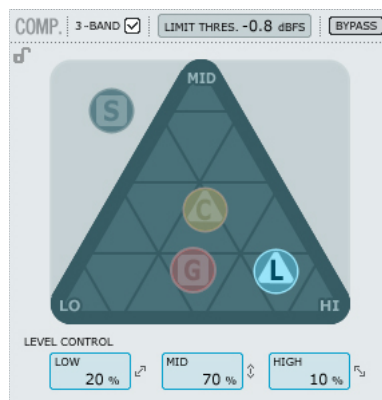 COMP. 3-BAND LIMIT THRES. -0.8 dBFS BYPASS
MID
S
C
G
L
LO HI
LEVEL CONTROL
LOW MID HIGH
20 % 70 % 10 %